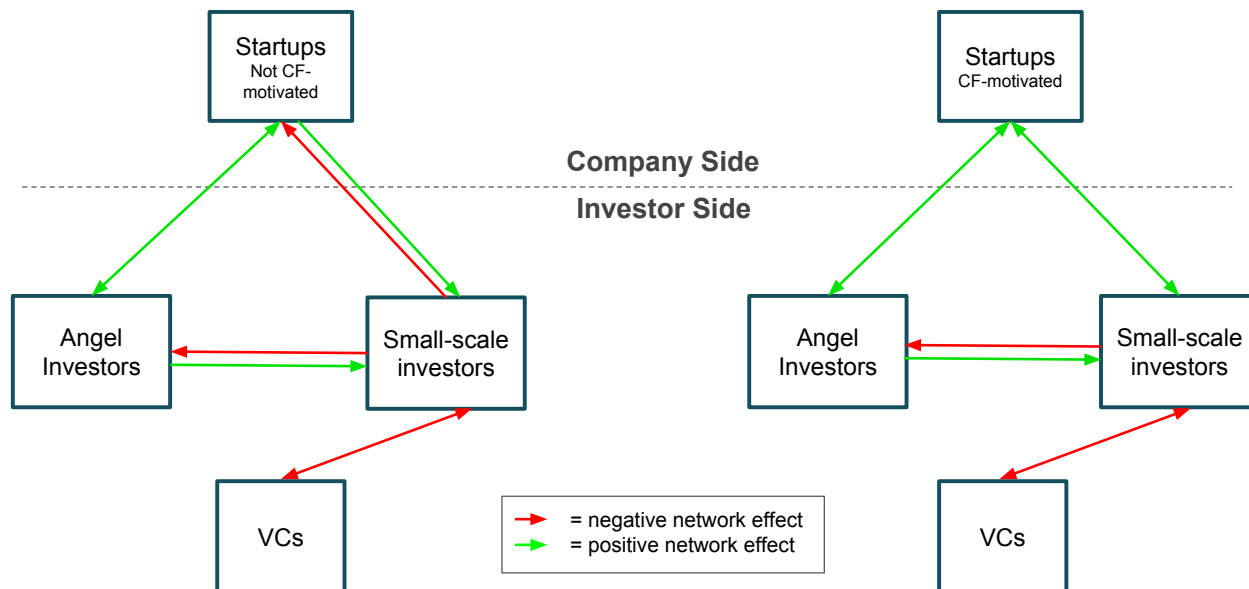 Startups
Not CF-
motivated
Startups
CF-motivated
Company Side
Investor Side
Angel
Investors
Small-scale
investors
Angel
Investors
Small-scale
investors
VCs
= negative network effect
= positive network effect
VCs